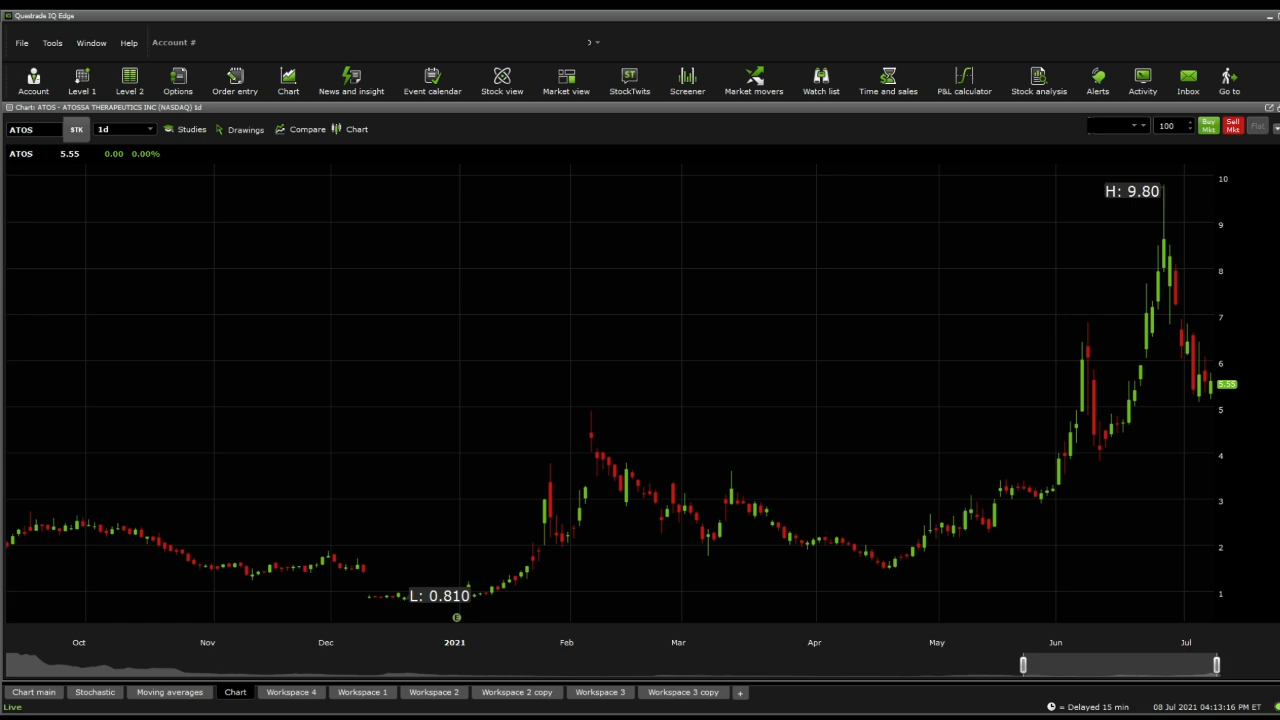 Questrade IQ Edge
File Tools Window Help Account #
Account Level 1 Level 2 Options Order entry Chart News and insight Event calendar Stock view Market view StockTwits Screener Market movers Watch list Time and sales P&L calculator Stock analysis Alerts Activity Inbox Go to
Chart: ATOS - ATOSSA THERAPEUTICS INC (NASDAQ) 1d
ATOS STK 1d Studies Drawings Compare Chart 100 Buy Mkt Sell Mkt Flat
ATOS 5.55 0.00 0.00%
10
H: 9.80
9
8
7
6
5.55
5
4
3
2
1
L: 0.810
E
Oct Nov Dec 2021 Feb Mar Apr May Jun Jul
Chart main Stochastic Moving averages Chart Workspace 4 Workspace 1 Workspace 2 Workspace 2 copy Workspace 3 Workspace 3 copy +
Live = Delayed 15 min 08 Jul 2021 04:13:16 PM ET